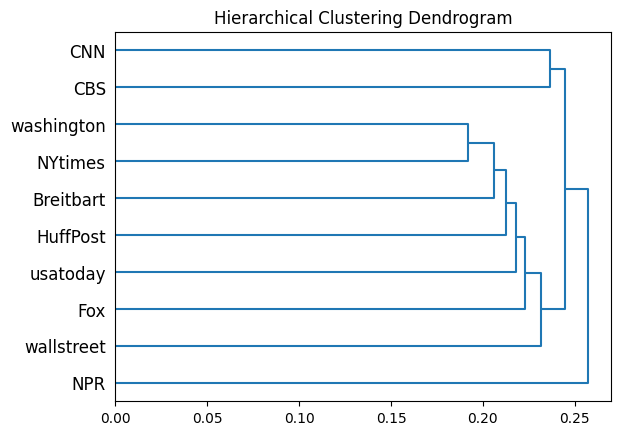 Hierarchical Clustering Dendrogram
CNN
CBS
washington
NYtimes
Breitbart
HuffPost
usatoday
Fox
wallstreet
NPR
0.00 0.05 0.10 0.15 0.20 0.25